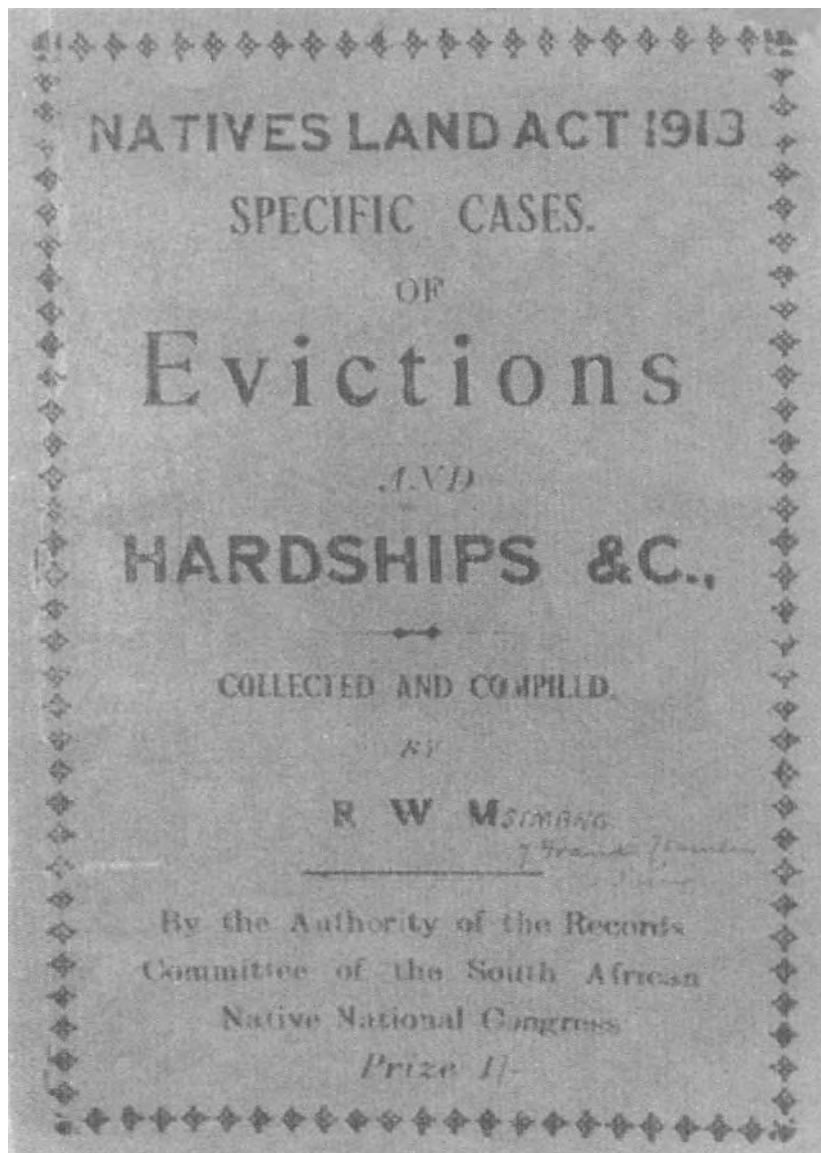 NATIVES LAND ACT 1913
SPECIFIC CASES.
OF
Evictions
AND
HARDSHIPS &C.,
COLLECTED AND COMPILED.
BY
R W MSIMANG
By the Authority of the Records
Committee of the South African
Native National Congress
Prize 1/-